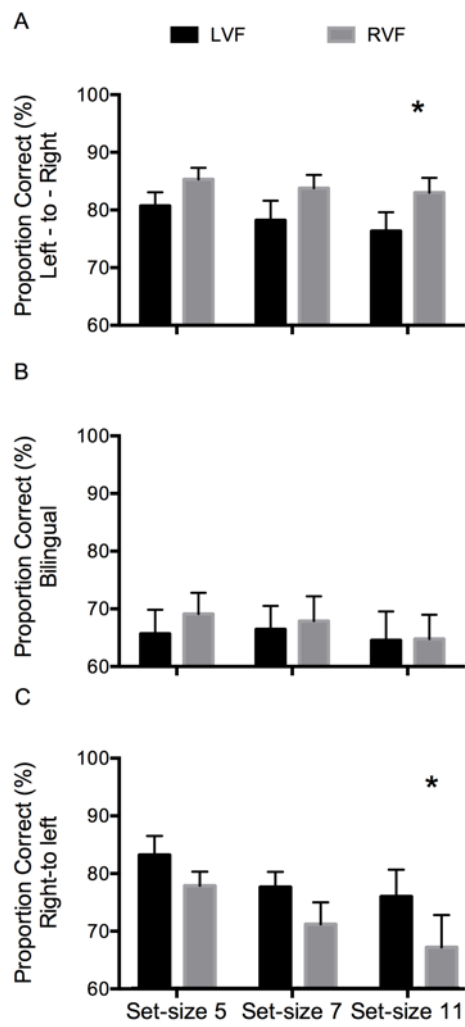 A
LVF RVF
Proportion Correct (%)
Left - to - Right
100
90
80
70
60
*
B
Proportion Correct (%)
Bilingual
100
90
80
70
60
C
Proportion Correct (%)
Right-to left
100
90
80
70
60
*
Set-size 5 Set-size 7 Set-size 11